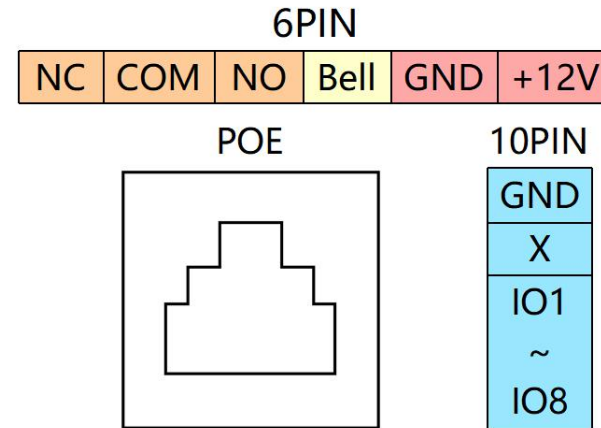 6PIN
NC COM NO Bell GND +12V
POE
10PIN
GND
X
IO1
~
IO8